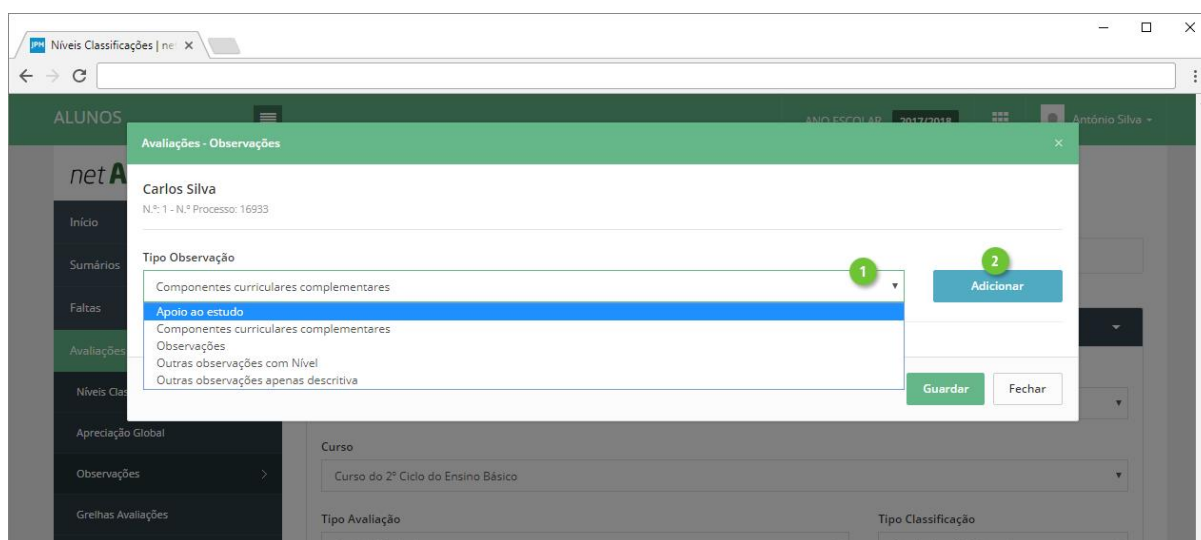 JPM Níveis Classificações | ne
ALUNOS
ANO ESCOLAR 2017/2018 António Silva
Avaliações - Observações ×
net A
Carlos Silva
N.º: 1 - N.º Processo: 16933
Início
Tipo Observação
Sumários
1
2
Componentes curriculares complementares
Adicionar
Faltas
Apoio ao estudo
Componentes curriculares complementares
Observações
Outras observações com Nível
Outras observações apenas descritiva
Avaliações
Níveis Clas
Guardar Fechar
Apreciação Global
Curso
Observações
Curso do 2º Ciclo do Ensino Básico
Grelhas Avaliações
Tipo Avaliação Tipo Classificação